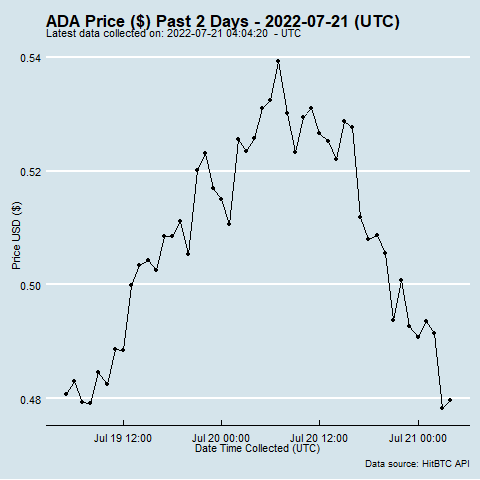 ADA Price ($) Past 2 Days - 2022-07-21 (UTC)
Latest data collected on: 2022-07-21 04:04:20  - UTC
0.54
0.52
0.50
0.48
Price USD ($)
Jul 19 12:00
Jul 20 00:00
Jul 20 12:00
Jul 21 00:00
Date Time Collected (UTC)
Data source: HitBTC API